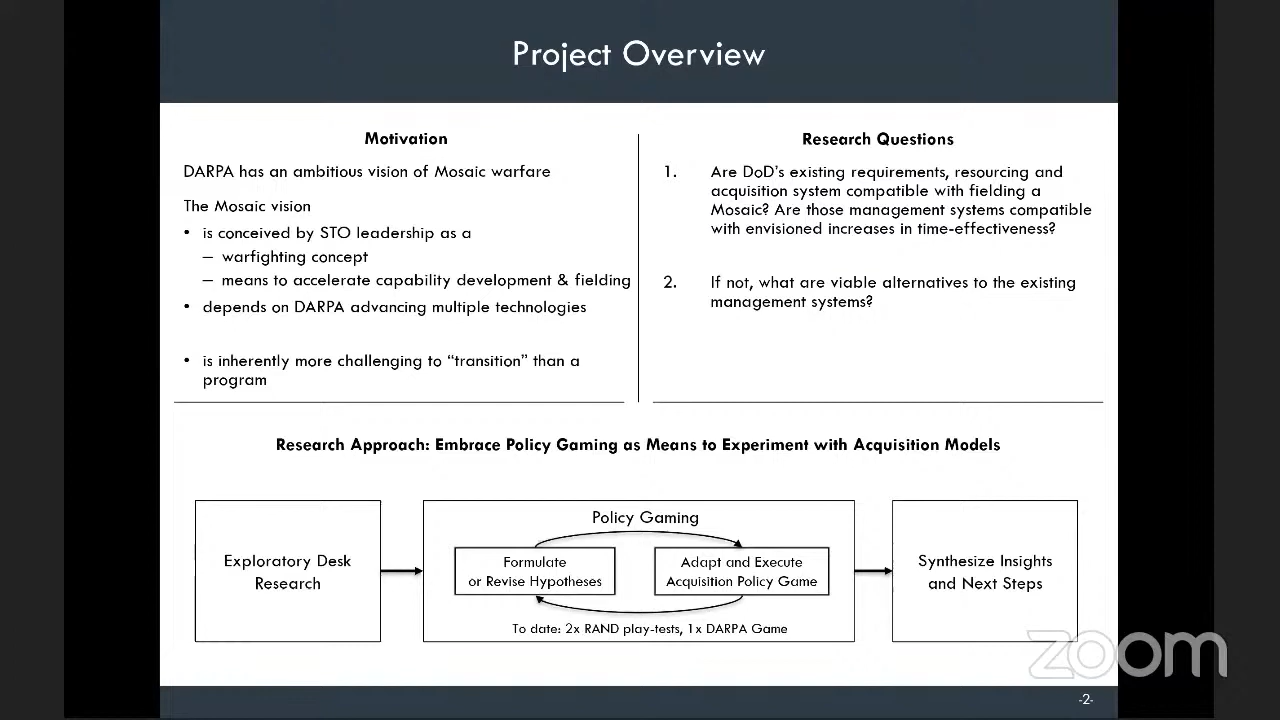 Project Overview
Motivation
DARPA has an ambitious vision of Mosaic warfare
The Mosaic vision
• is conceived by STO leadership as a
– warfighting concept
– means to accelerate capability development & fielding
• depends on DARPA advancing multiple technologies
• is inherently more challenging to “transition” than a
program
Research Questions
1. Are DoD’s existing requirements, resourcing and
acquisition system compatible with fielding a
Mosaic? Are those management systems compatible
with envisioned increases in time-effectiveness?
2. If not, what are viable alternatives to the existing
management systems?
Research Approach: Embrace Policy Gaming as Means to Experiment with Acquisition Models
Exploratory Desk
Research
Policy Gaming
Formulate
or Revise Hypotheses
Adapt and Execute
Acquisition Policy Game
To date: 2x RAND play-tests, 1x DARPA Game
Synthesize Insights
and Next Steps
zoom
-2-